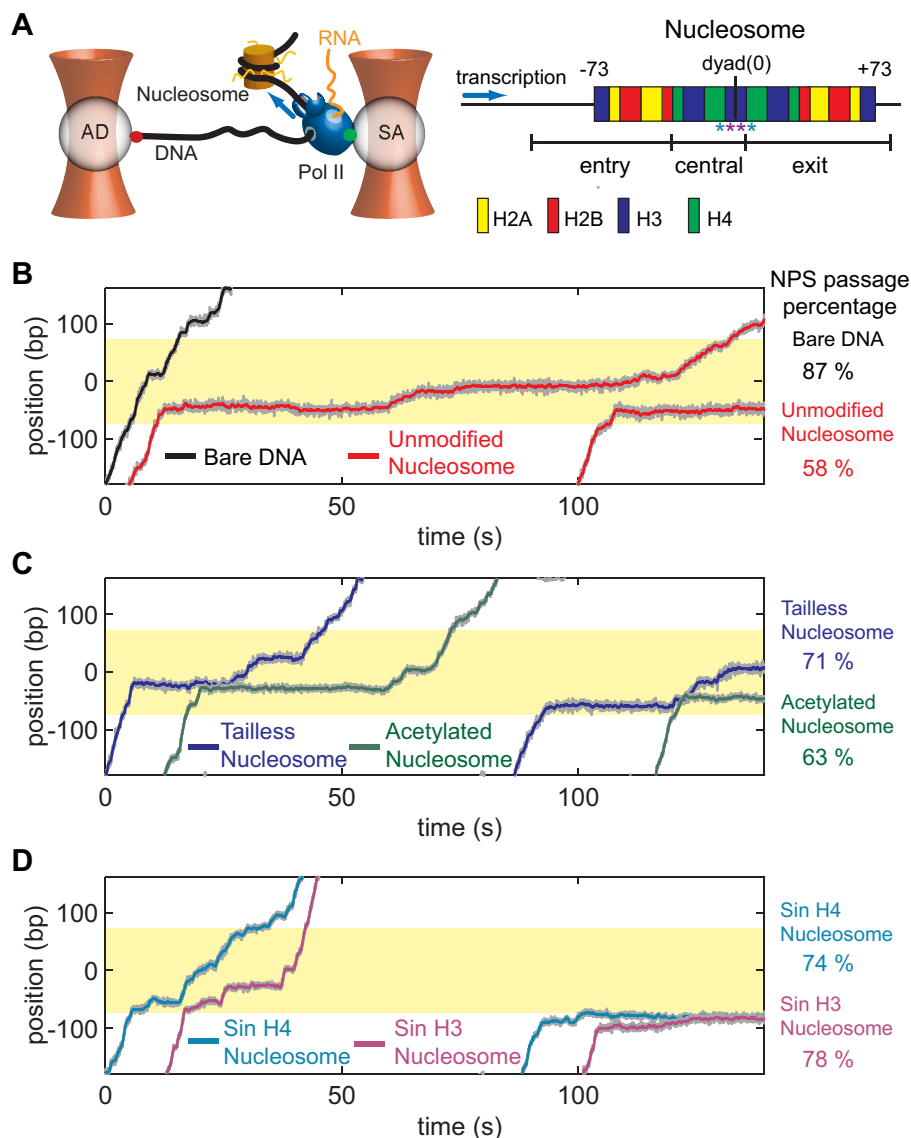 A
RNA
Nucleosome
AD
SA
DNA
Pol II
Nucleosome
dyad(0)
transcription
-73
+73
****
entry
central
exit
H2A
H2B
H3
H4
B
position (bp)
100
0
-100
Bare DNA
Unmodified
Nucleosome
0
50
100
time (s)
NPS passage
percentage
Bare DNA
87 %
Unmodified
Nucleosome
58 %
C
position (bp)
100
0
-100
Tailless
Nucleosome
Acetylated
Nucleosome
0
50
100
time (s)
Tailless
Nucleosome
71 %
Acetylated
Nucleosome
63 %
D
position (bp)
100
0
-100
Sin H4
Nucleosome
Sin H3
Nucleosome
0
50
100
time (s)
Sin H4
Nucleosome
74 %
Sin H3
Nucleosome
78 %